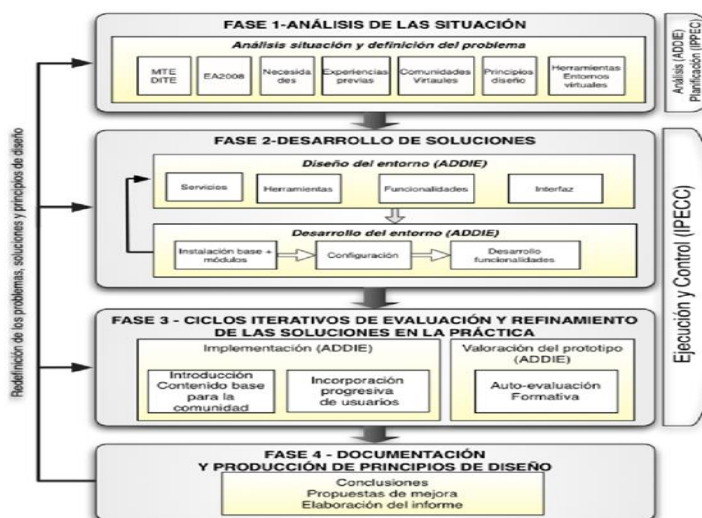 FASE 1-ANÁLISIS DE LAS SITUACIÓN
Análisis situación y definición del problema
MTE
DITE
EA2008
Necesida
des
Experiencias
previas
Comunidades
Virtaules
Principios
diseño
Herramientas
Entornos
virtuales
Análisis (ADDIE)
Planificación (IPPEC)
FASE 2-DESARROLLO DE SOLUCIONES
Diseño del entorno (ADDIE)
Servicios
Herramientas
Funcionalidades
Interfaz
Desarrollo del entorno (ADDIE)
Instalación base +
módulos
Configuración
Desarrollo
funcionalidades
FASE 3 - CICLOS ITERATIVOS DE EVALUACIÓN Y REFINAMIENTO
DE LAS SOLUCIONES EN LA PRÁCTICA
Implementación (ADDIE)
Introducción
Contenido base
para la
comunidad
Incorporación
progresiva
de usuarios
Valoración del prototipo
(ADDIE)
Auto-evaluación
Formativa
Ejecución y Control (IPECC)
FASE 4 - DOCUMENTACIÓN
Y PRODUCCIÓN DE PRINCIPIOS DE DISEÑO
Conclusiones
Propuestas de mejora
Elaboración del informe
Redefinición de los problemas, soluciones y principios de diseño